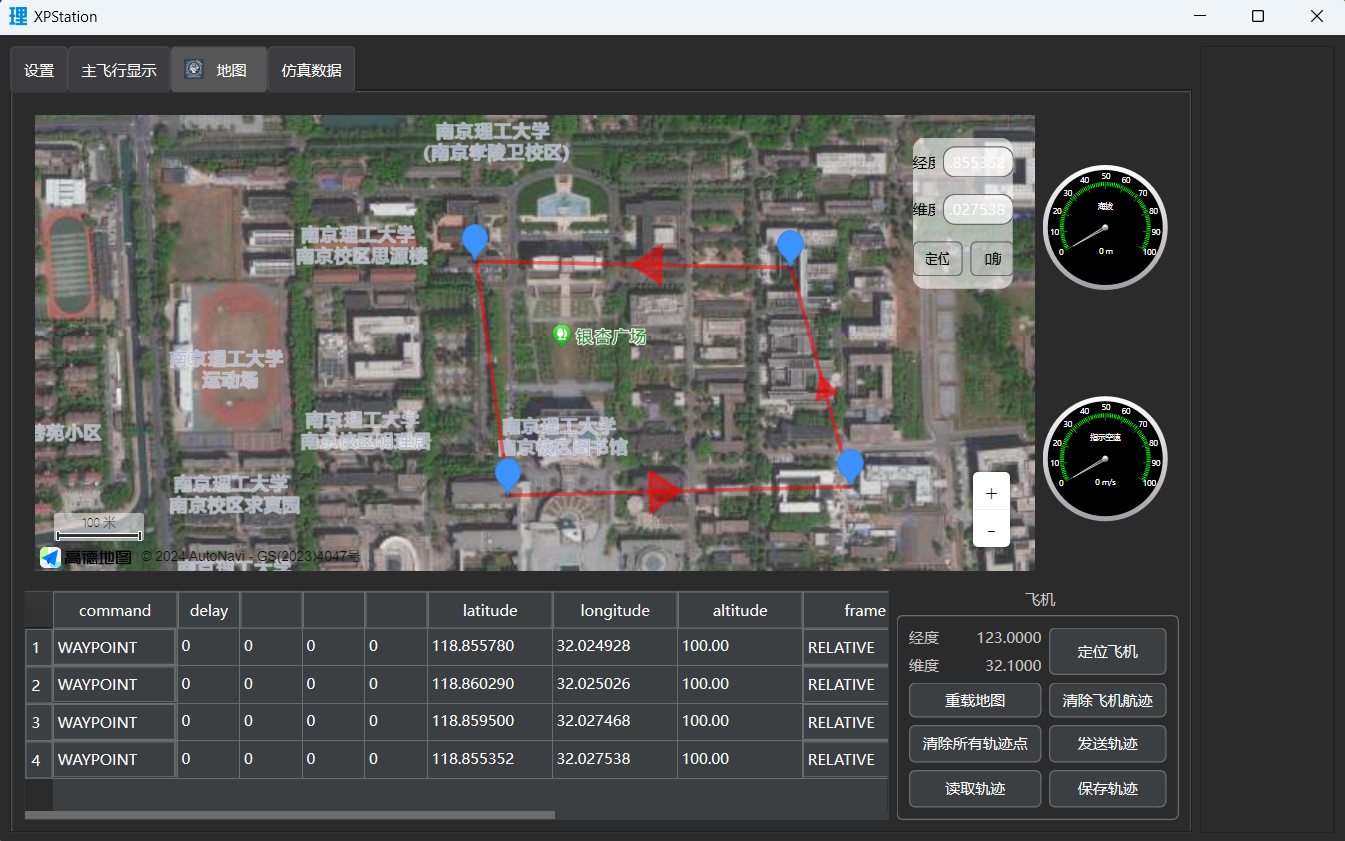 理 XPStation
设置 主飞行显示 地图 仿真数据
南京理工大学
(南京孝陵卫校区)
南京理工大学
南京校区思源楼
银杏广场
南京理工大学
运动场
南京理工大学
苑小区
南京理工大学
南京校区图书馆
南京理工大学
南京校区求真园
100 米
高德地图 © 2024 AutoNavi - GS(2023)4047号
经度 .855352
维度 .027538
定位
+
-
0 10 20 30 40 50 60 70 80 90 100
海拔
0 m
0 10 20 30 40 50 60 70 80 90 100
指示空速
0 m/s
command delay latitude longitude altitude frame
1 WAYPOINT 0 0 0 0 118.855780 32.024928 100.00 RELATIVE
2 WAYPOINT 0 0 0 0 118.860290 32.025026 100.00 RELATIVE
3 WAYPOINT 0 0 0 0 118.859500 32.027468 100.00 RELATIVE
4 WAYPOINT 0 0 0 0 118.855352 32.027538 100.00 RELATIVE
飞机
经度 123.0000
维度 32.1000
定位飞机
重载地图 清除飞机航迹
清除所有轨迹点 发送轨迹
读取轨迹 保存轨迹